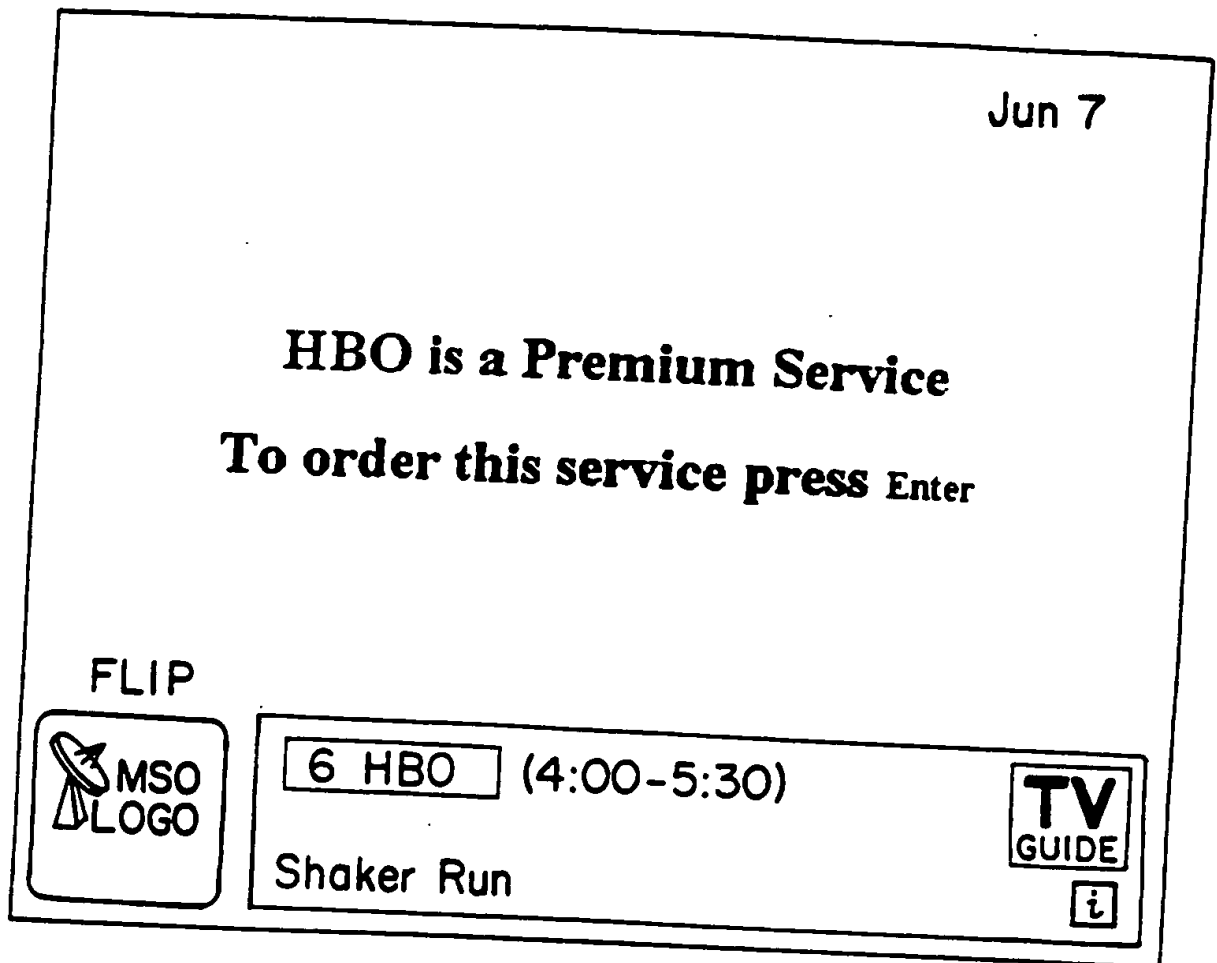 Jun 7
HBO is a Premium Service
To order this service press Enter
FLIP
MSO
LOGO
6 HBO (4:00-5:30)
Shaker Run
TV
GUIDE
i